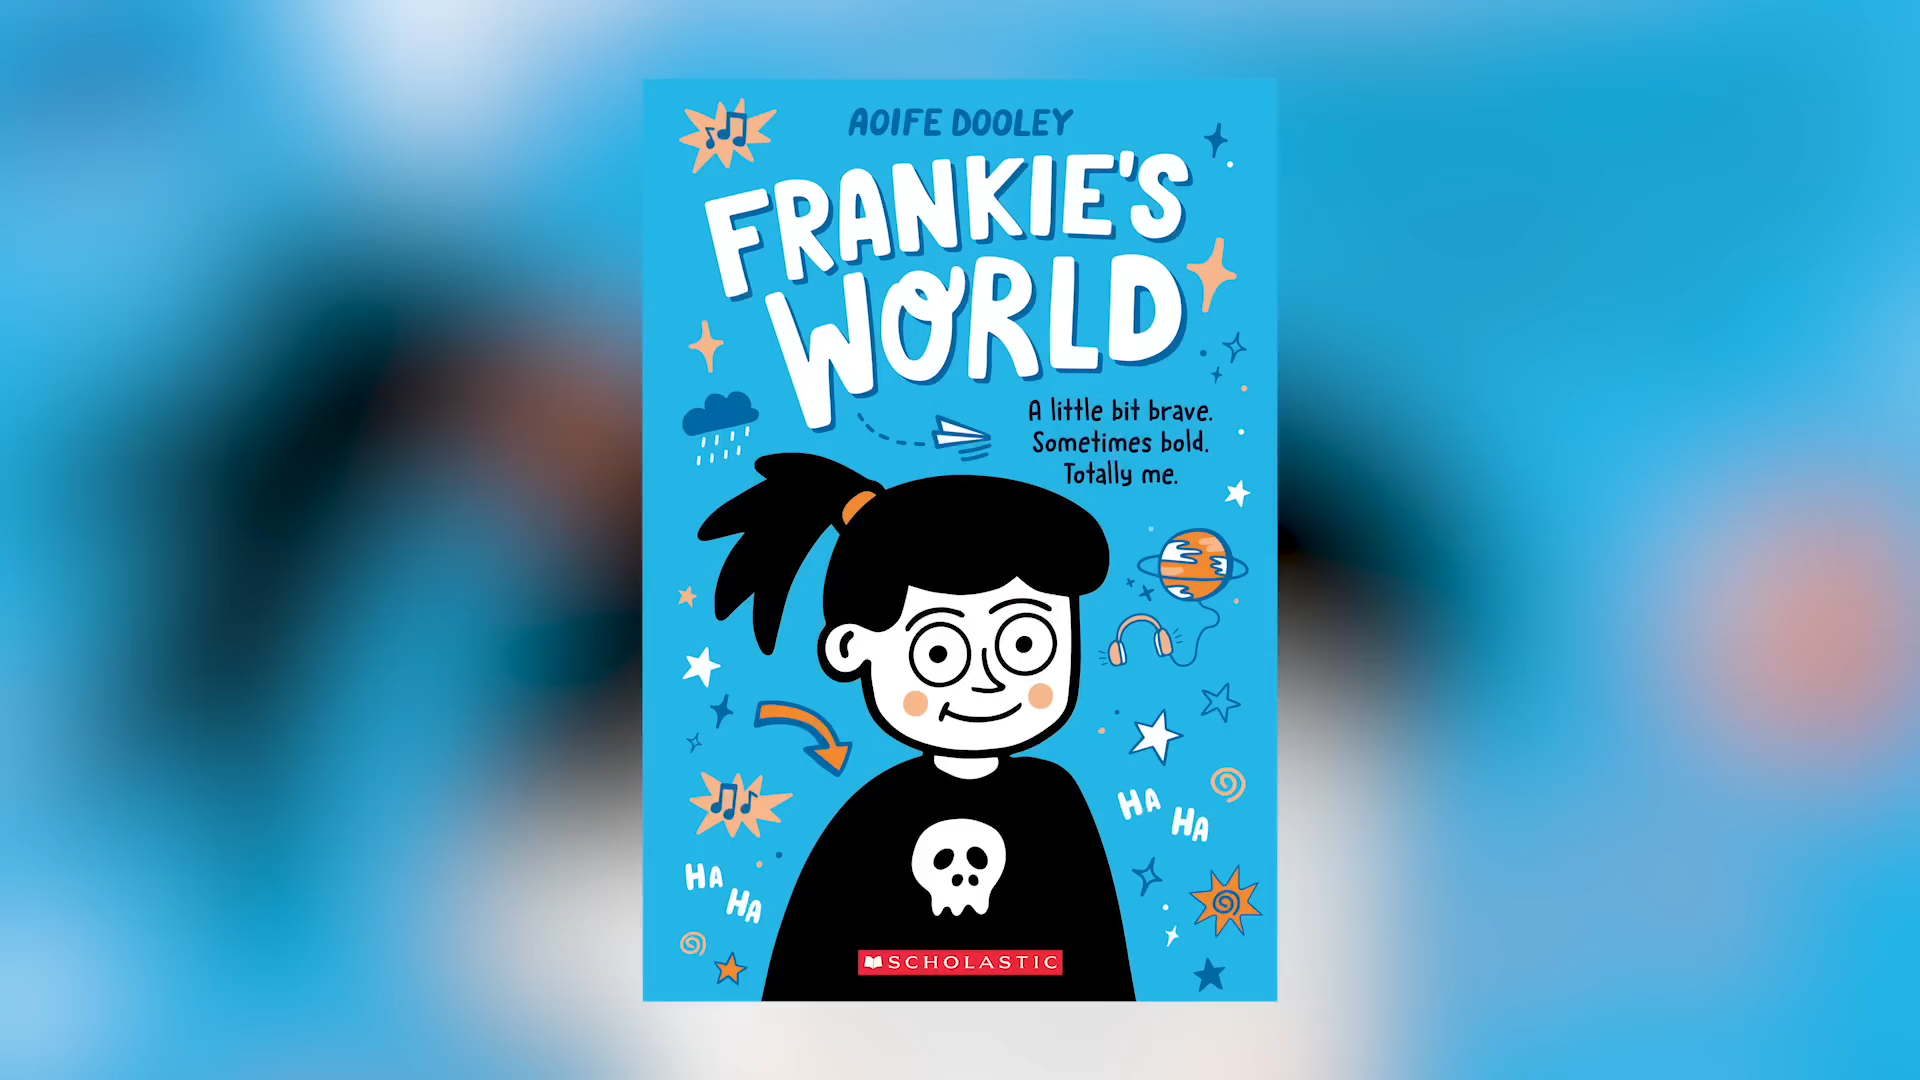 AOIFE DOOLEY
FRANKIE'S
WORLD
A little bit brave.
Sometimes bold.
Totally me.
HA
HA
HA
HA
SCHOLASTIC